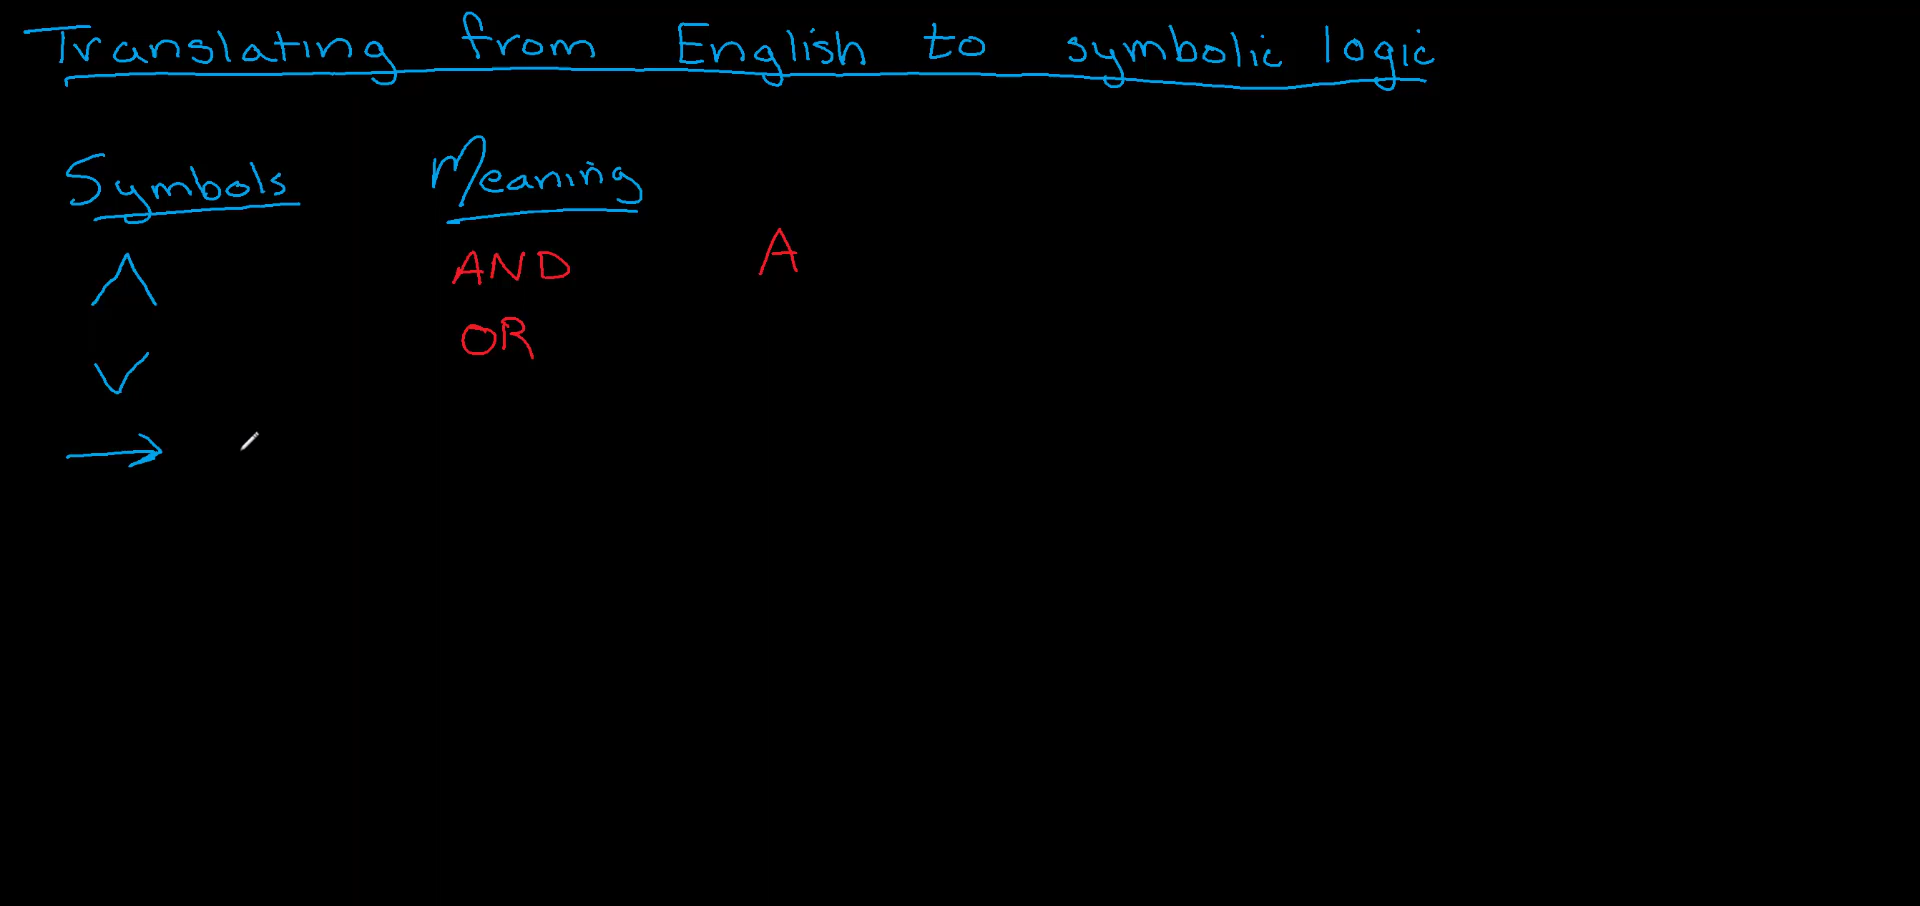 Translating from English to symbolic logic
Symbols Meaning
∧ AND A
∨ OR
→